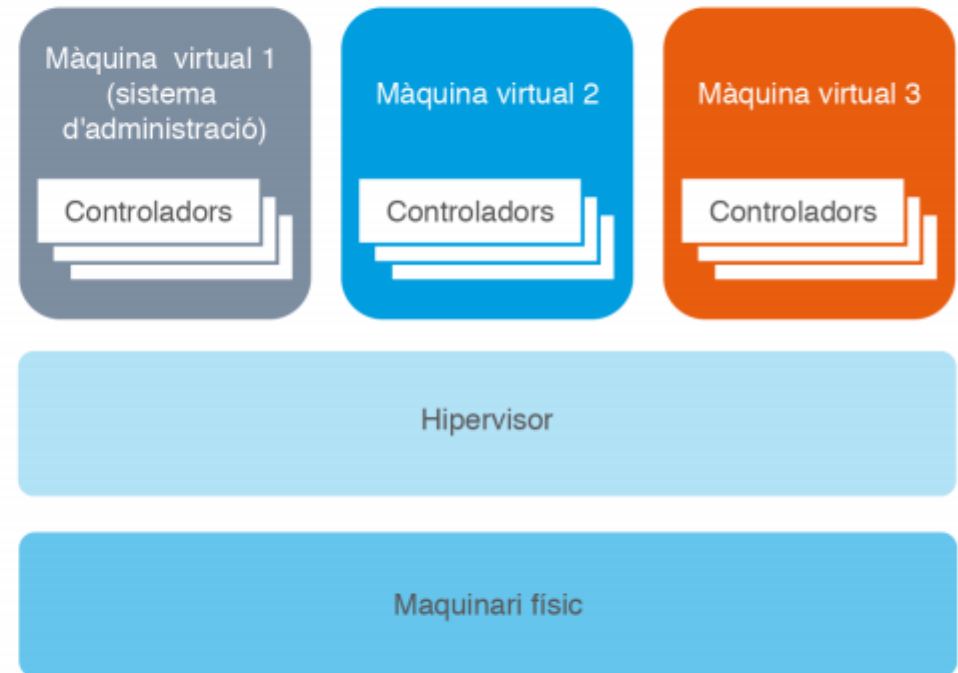 Màquina virtual 1
(sistema
d'administració)
Controladors
Màquina virtual 2
Controladors
Màquina virtual 3
Controladors
Hipervisor
Maquinari físic